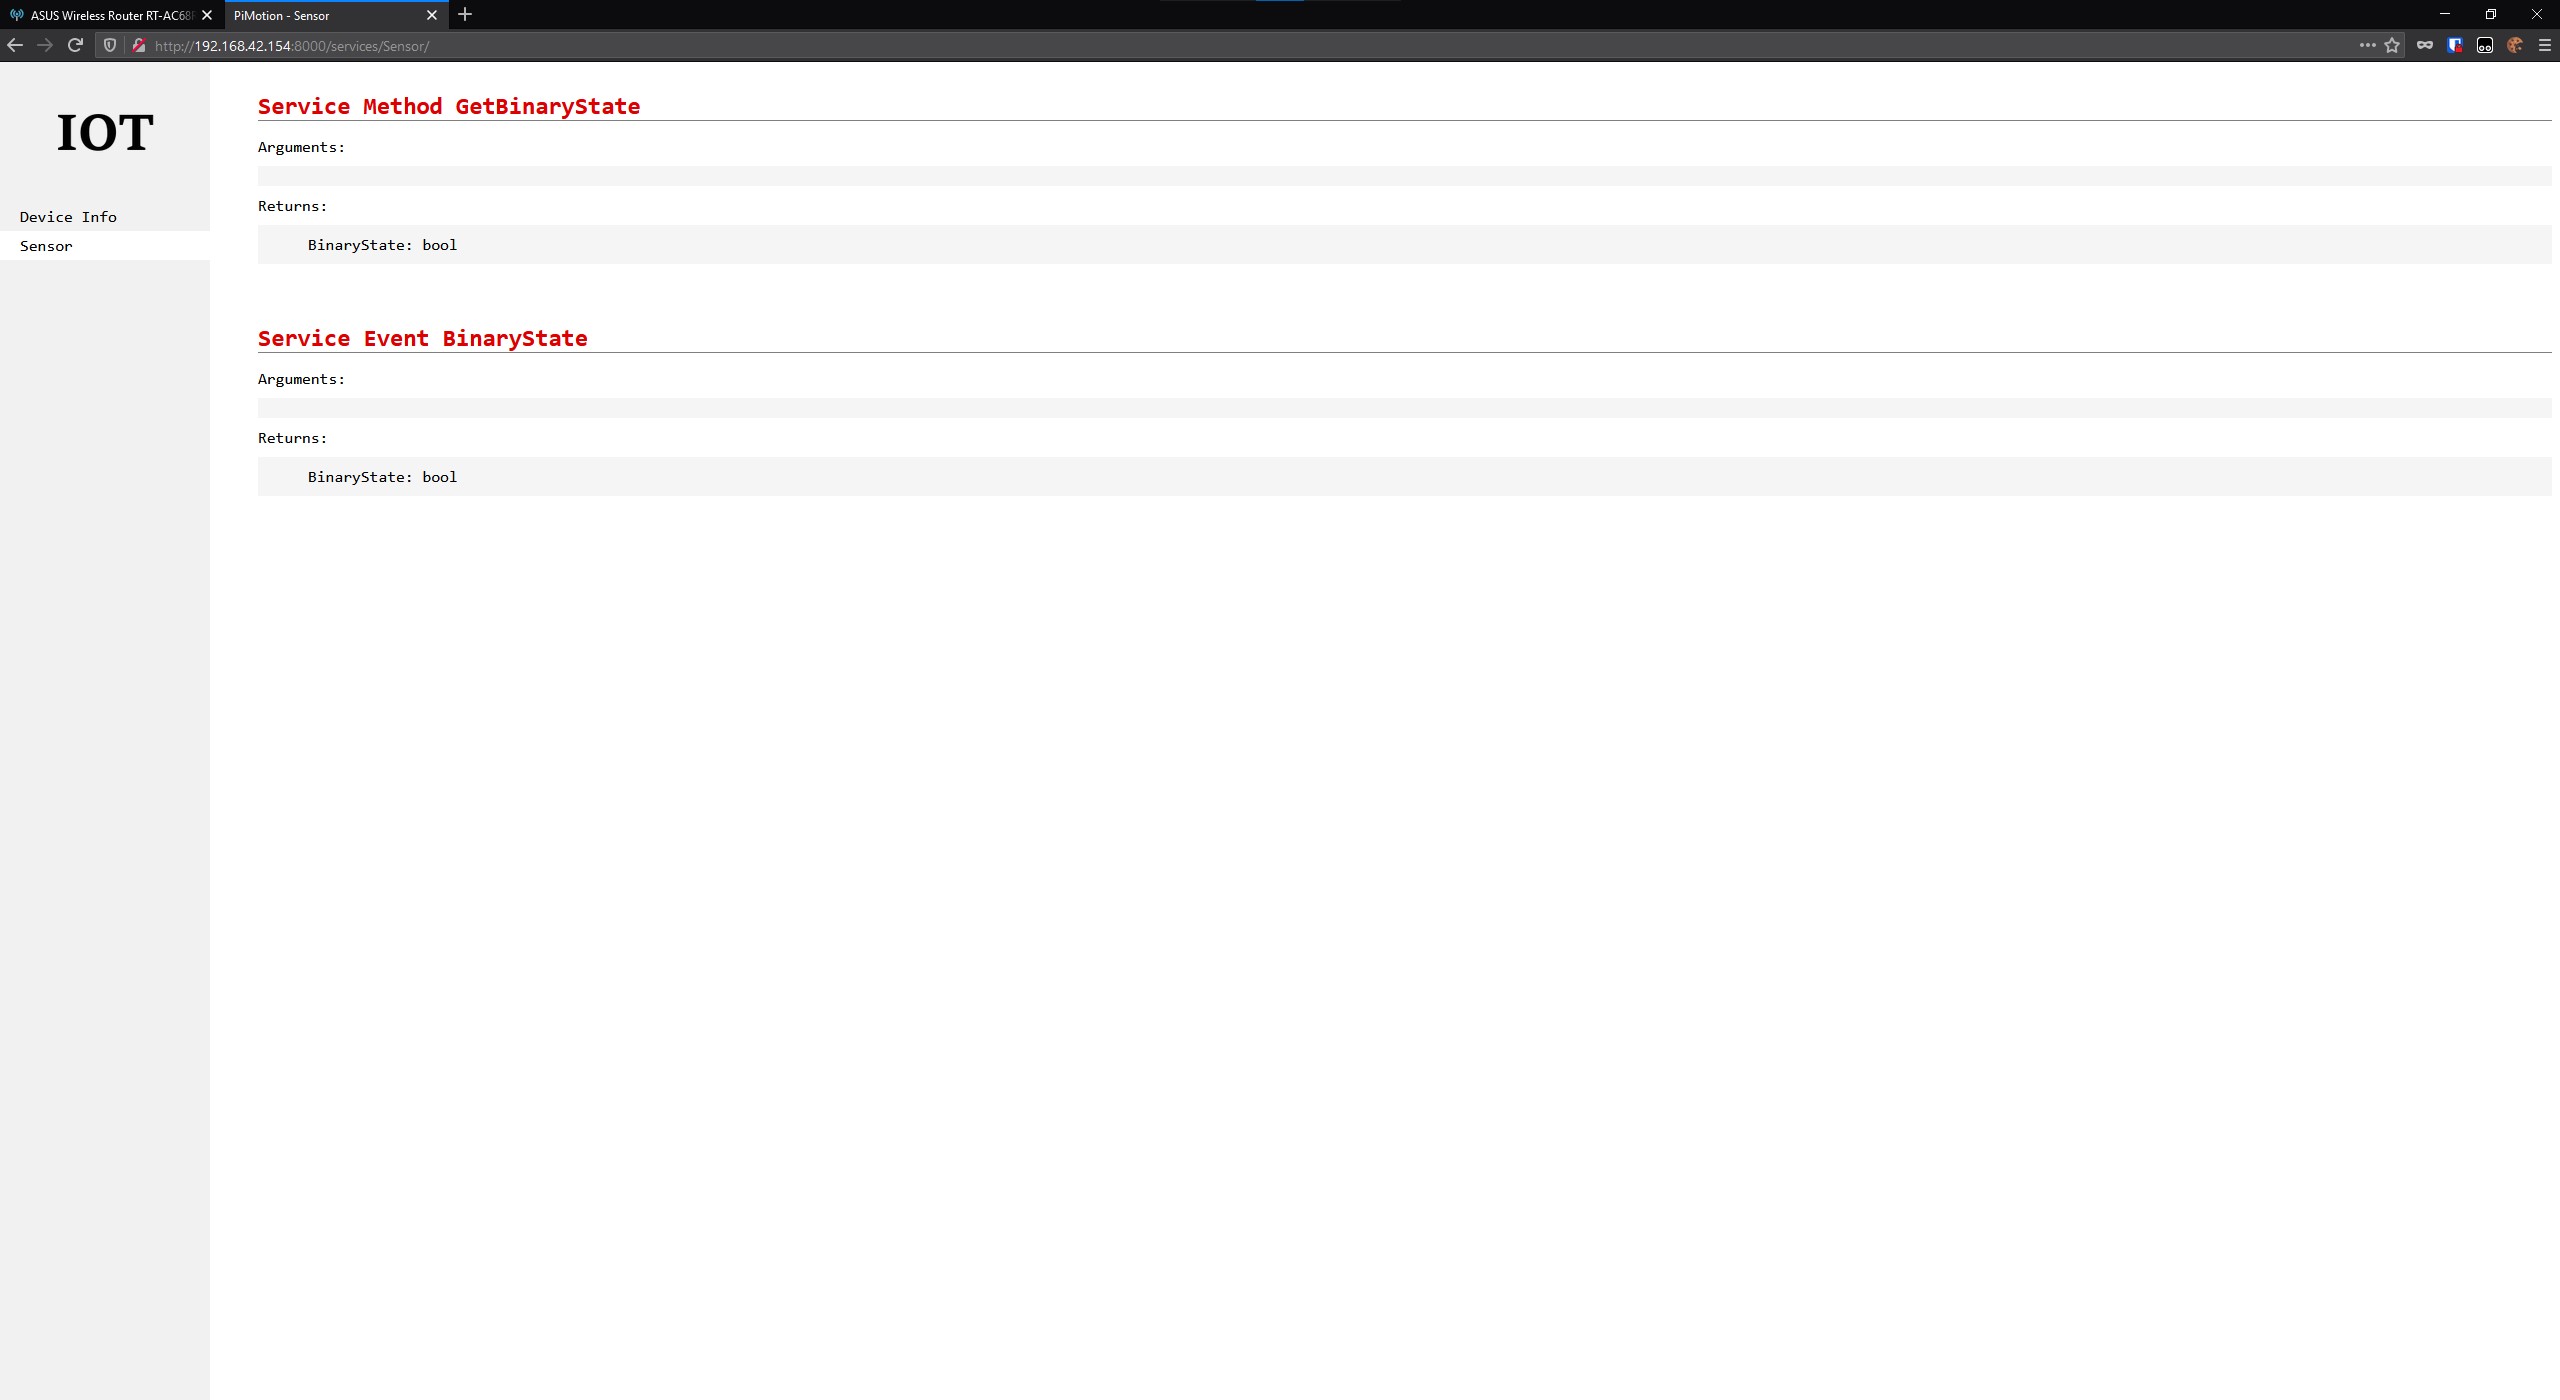 ASUS Wireless Router RT-AC68
PiMotion - Sensor
http://192.168.42.154:8000/services/Sensor/
IOT
Device Info
Sensor
Service Method GetBinaryState
Arguments:
Returns:
BinaryState: bool
Service Event BinaryState
Arguments:
Returns:
BinaryState: bool